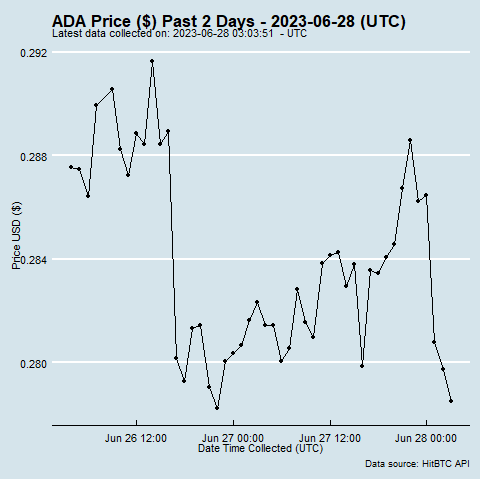 ADA Price ($) Past 2 Days - 2023-06-28 (UTC)
Latest data collected on: 2023-06-28 03:03:51  - UTC
0.292
0.288
0.284
0.280
Price USD ($)
Jun 26 12:00
Jun 27 00:00
Jun 27 12:00
Jun 28 00:00
Date Time Collected (UTC)
Data source: HitBTC API